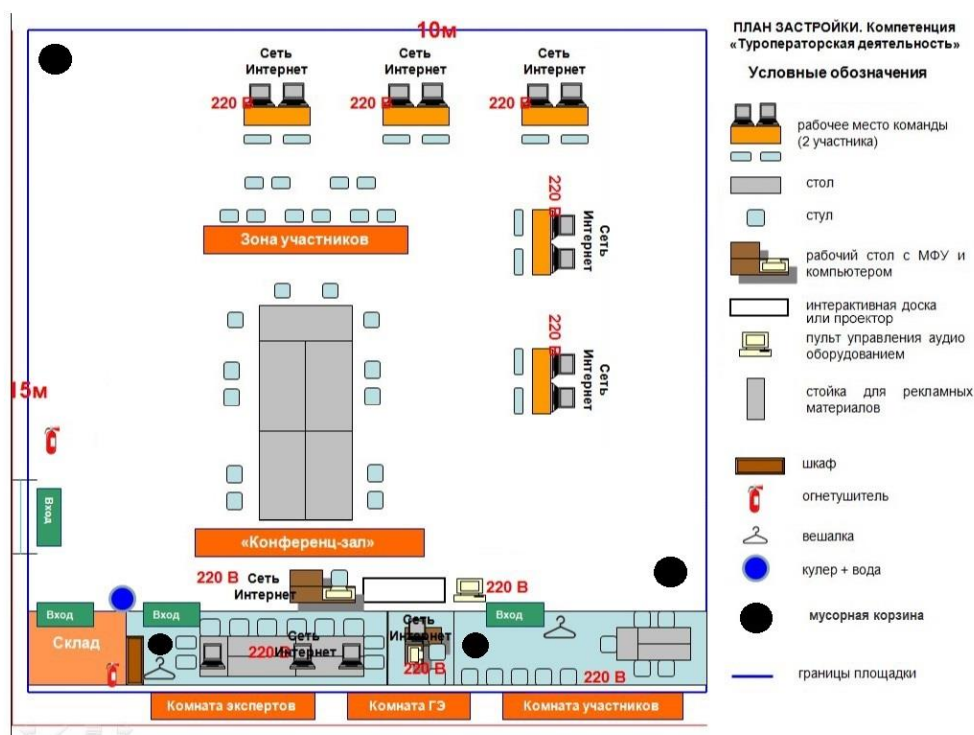 10м
ПЛАН ЗАСТРОЙКИ. Компетенция
«Туроператорская деятельность»
Условные обозначения
Сеть
Интернет
220 В
Сеть
Интернет
220 В
Сеть
Интернет
220 В
рабочее место команды
(2 участника)
стол
стул
рабочий стол с МФУ и
компьютером
интерактивная доска
или проектор
пульт управления аудио
оборудованием
стойка для рекламных
материалов
шкаф
огнетушитель
вешалка
кулер + вода
мусорная корзина
границы площадки
Зона участников
220 В
Сеть
Интернет
220 В
Сеть
Интернет
15м
Вход
«Конференц-зал»
220 В
Сеть
Интернет
220 В
Вход
Вход
Вход
Склад
Сеть
Интернет
220 В
Сеть
Интернет
220 В
220 В
Комната экспертов
Комната ГЭ
Комната участников